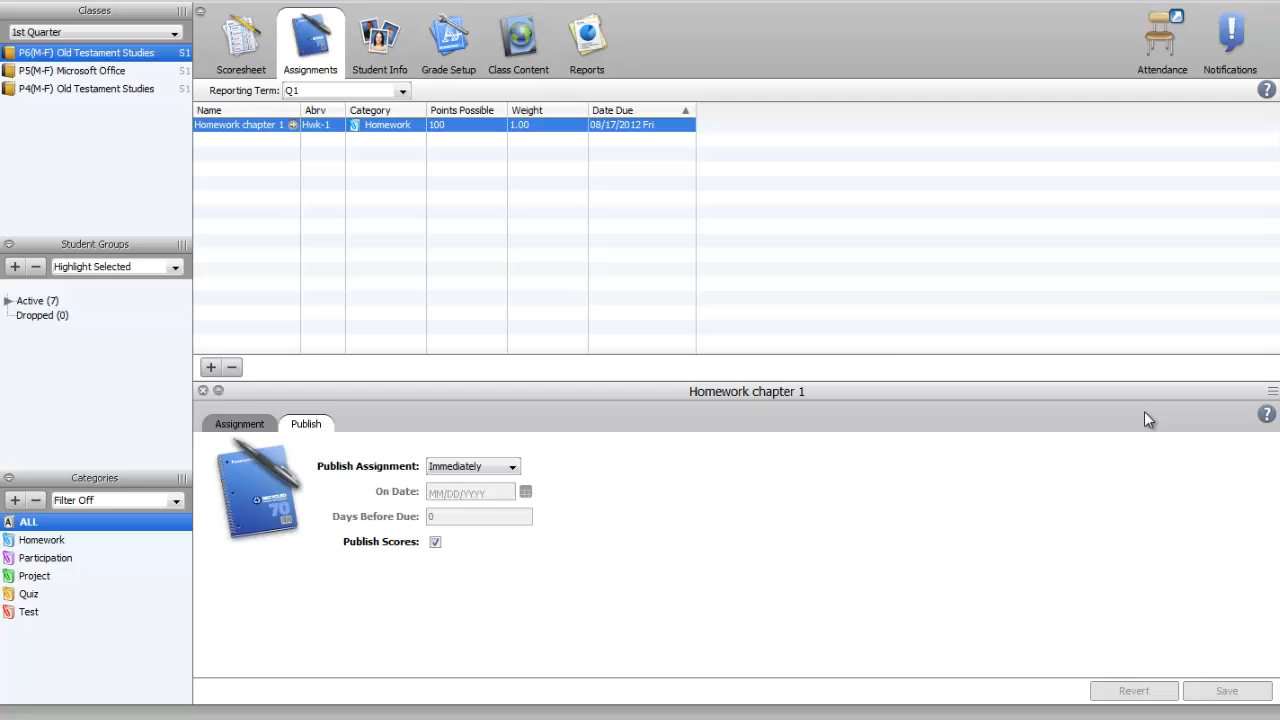 Classes
1st Quarter
P6(M-F) Old Testament Studies S1
P5(M-F) Microsoft Office S1
P4(M-F) Old Testament Studies S1
Scoresheet Assignments Student Info Grade Setup Class Content Reports Attendance Notifications
Reporting Term: Q1
Name Abrv Category Points Possible Weight Date Due
Homework chapter 1 Hwk-1 Homework 100 1.00 08/17/2012 Fri
Student Groups
Highlight Selected
Active (7)
Dropped (0)
Homework chapter 1
Assignment Publish
Publish Assignment: Immediately
On Date: MM/DD/YYYY
Days Before Due: 0
Publish Scores:
RECYCLED
70
Categories
Filter Off
ALL
Homework
Participation
Project
Quiz
Test
Revert Save